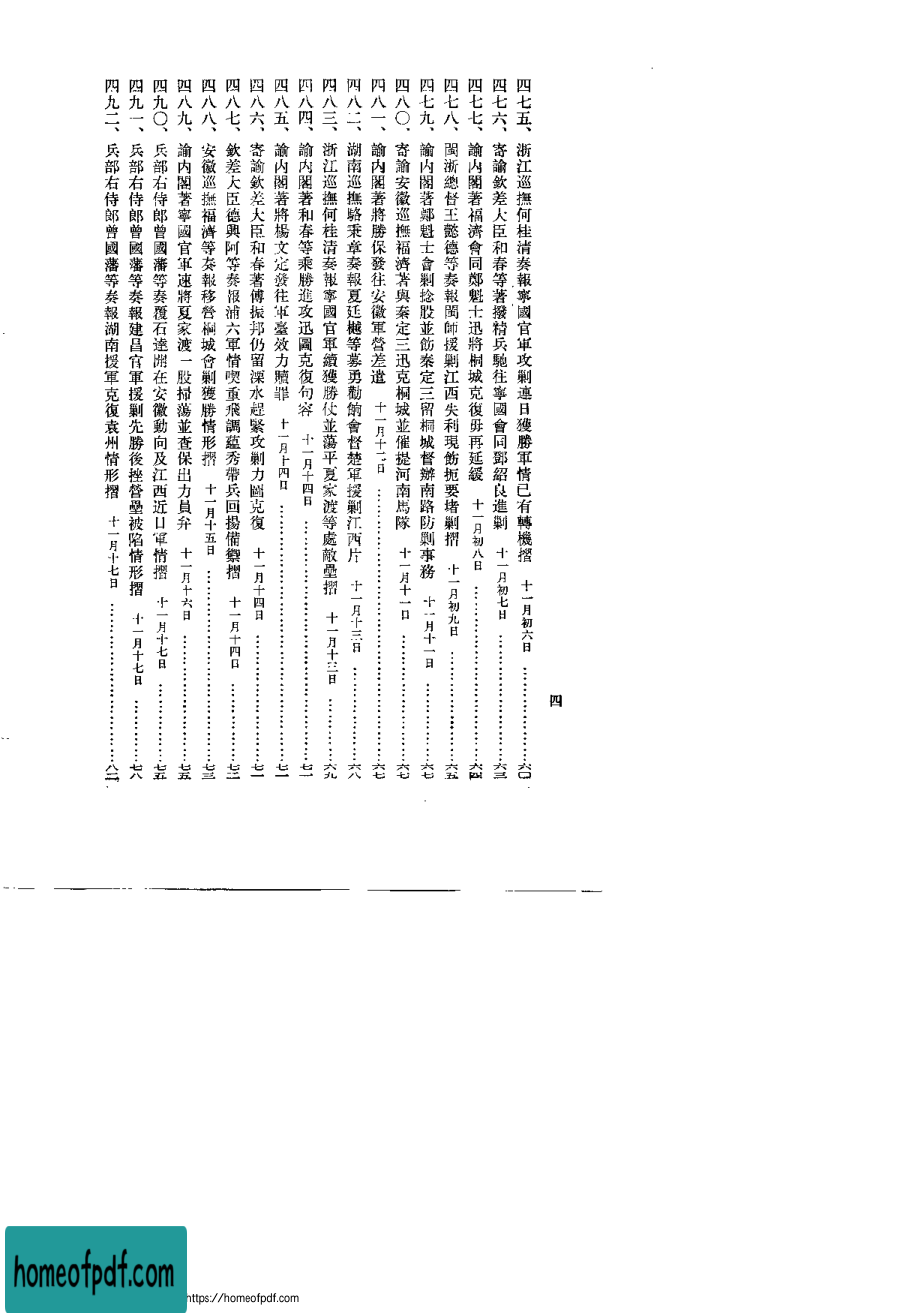 四七五、浙江巡撫何桂清奏報寧國官軍攻剿連日獲勝軍情已有轉機摺 十一月初六日 ……六〇
四七六、寄諭欽差大臣和春等著撥精兵馳往寧國會同鄧紹良進剿 十一月初七日 ……六三
四七七、諭內閣著福濟會同鄭魁士迅將桐城克復毋再延緩 十一月初八日 ……六四
四七八、閩浙總督王懿德等奏報閩師援剿江西失利現飭扼要堵剿摺 十一月初九日 ……六五
四七九、諭內閣著鄭魁士會剿捻股並飭秦定三留桐城督辦南路防剿事務 十一月十一日 ……六七
四八〇、寄諭安徽巡撫福濟著與秦定三迅克桐城並催提河南馬隊 十一月十一日 ……六七
四八一、諭內閣著將勝保發往安徽軍營差遣 十一月十二日 ……六七
四八二、湖南巡撫駱秉章奏報夏廷樾等募勇勸餉會督楚軍援剿江西片 十一月十三日 ……六八
四八三、浙江巡撫何桂清奏報寧國官軍續獲勝仗並蕩平夏家渡等處敵壘摺 十一月十三日 ……六九
四八四、諭內閣著和春等乘勝進攻迅圖克復句容 十一月十四日 ……七一
四八五、諭內閣著將楊文定發往軍臺效力贖罪 十一月十四日 ……七一
四八六、寄諭欽差大臣和春著傅振邦仍留溧水趕緊攻剿力圖克復 十一月十四日 ……七一
四八七、欽差大臣德興阿等奏報浦六軍情喫重飛調蘊秀帶兵回揚備禦摺 十一月十四日 ……七二
四八八、安徽巡撫福濟等奏報移營桐城會剿獲勝情形摺 十一月十五日 ……七三
四八九、諭內閣著寧國官軍速將夏家渡一股掃蕩並查保出力員弁 十一月十六日 ……七五
四九〇、兵部右侍郎曾國藩等奏覆石達開在安徽動向及江西近日軍情摺 十一月十七日 ……七五
四九一、兵部右侍郎曾國藩等奏報建昌官軍援剿先勝後挫營壘被陷情形摺 十一月十七日 ……七八
四九二、兵部右侍郎曾國藩等奏報湖南援軍克復袁州情形摺 十一月十七日 ……八二
四
homeofpdf.com
https://homeofpdf.com